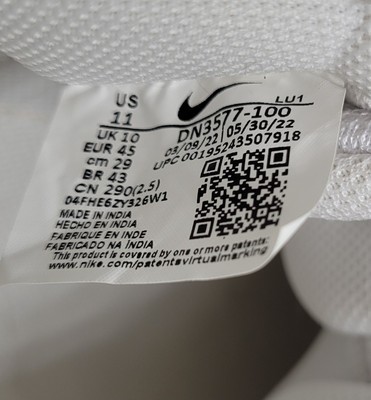 US
11
UK 10
EUR 45
cm 29
BR 43
CN 290(2.5)
04FHE6ZY326W1
LU1
DN3577-100
03/09/22 05/30/22
UPC 00195243507918
MADE IN INDIA
HECHO EN INDIA
FABRIQUE EN INDE
FABRICADO NA ÍNDIA
This product is covered by one or more patents:
www.nike.com/patentsvirtualmarking